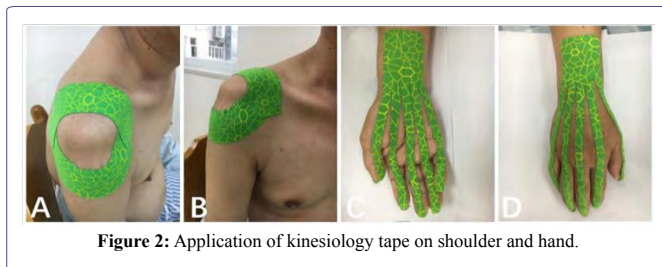 A B C D
Figure 2: Application of kinesiology tape on shoulder and hand.